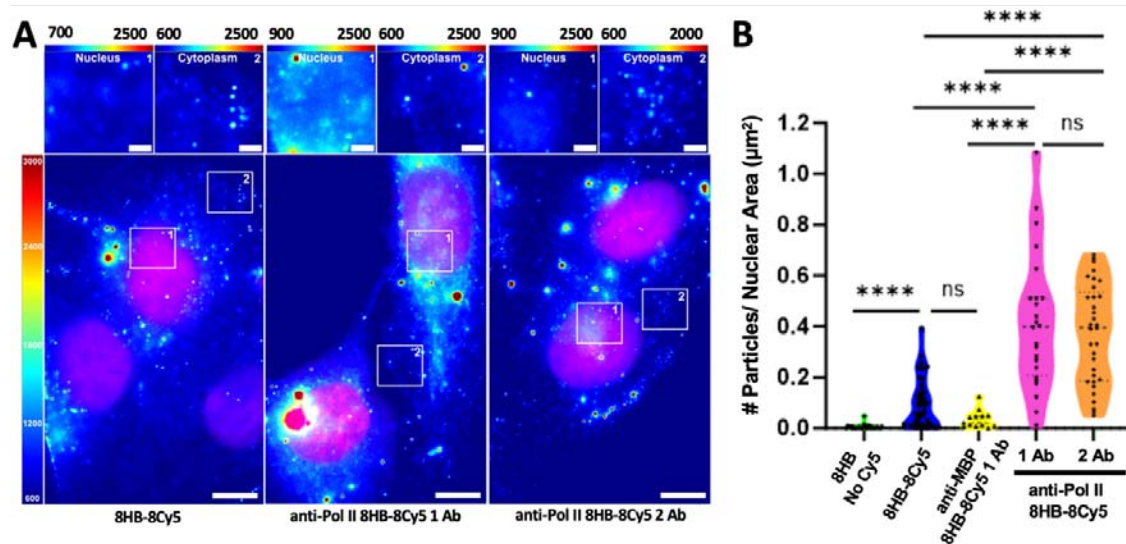 A
700 2500 600 2500 900 2500 600 2500 900 2500 600 2000
Nucleus 1 Cytoplasm 2 Nucleus 1 Cytoplasm 2 Nucleus 1 Cytoplasm 2
3000
2400
1800
1200
600
1 2 1 2 1 2
8HB-8Cy5 anti-Pol II 8HB-8Cy5 1 Ab anti-Pol II 8HB-8Cy5 2 Ab
B
****
****
****
**** ns
**** ns
# Particles/ Nuclear Area (µm²)
1.2
1.0
0.8
0.6
0.4
0.2
0.0
8HB
No Cy5
8HB-8Cy5
anti-MBP
8HB-8Cy5 1 Ab
1 Ab 2 Ab
anti-Pol II
8HB-8Cy5